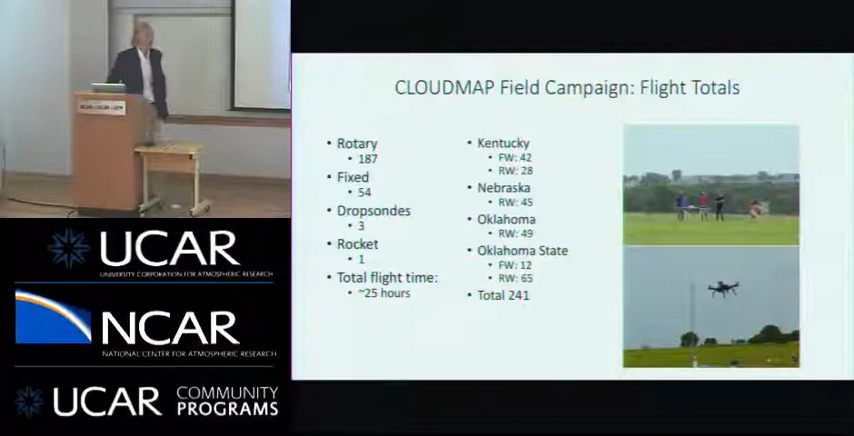 CLOUDMAP Field Campaign: Flight Totals
• Rotary
• 187
• Fixed
• 54
• Dropsondes
• 3
• Rocket
• 1
• Total flight time:
• ~25 hours
• Kentucky
• FW: 42
• RW: 28
• Nebraska
• RW: 45
• Oklahoma
• RW: 49
• Oklahoma State
• FW: 12
• RW: 65
• Total 241
UCAR
UNIVERSITY CORPORATION FOR ATMOSPHERIC RESEARCH
NCAR
NATIONAL CENTER FOR ATMOSPHERIC RESEARCH
UCAR COMMUNITY
PROGRAMS